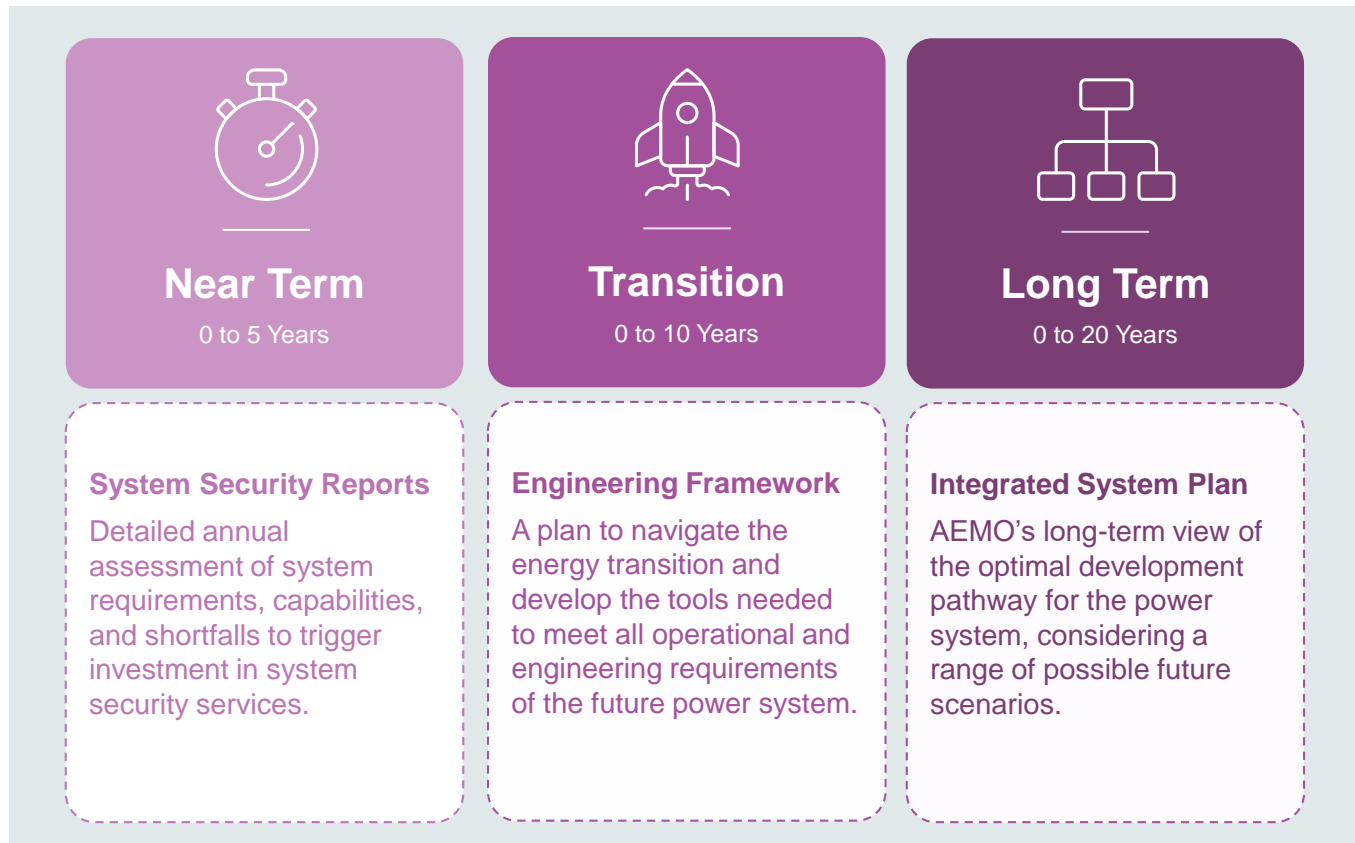 Near Term
0 to 5 Years
System Security Reports
Detailed annual
assessment of system
requirements, capabilities,
and shortfalls to trigger
investment in system
security services.
Transition
0 to 10 Years
Engineering Framework
A plan to navigate the
energy transition and
develop the tools needed
to meet all operational and
engineering requirements
of the future power system.
Long Term
0 to 20 Years
Integrated System Plan
AEMO’s long-term view of
the optimal development
pathway for the power
system, considering a
range of possible future
scenarios.